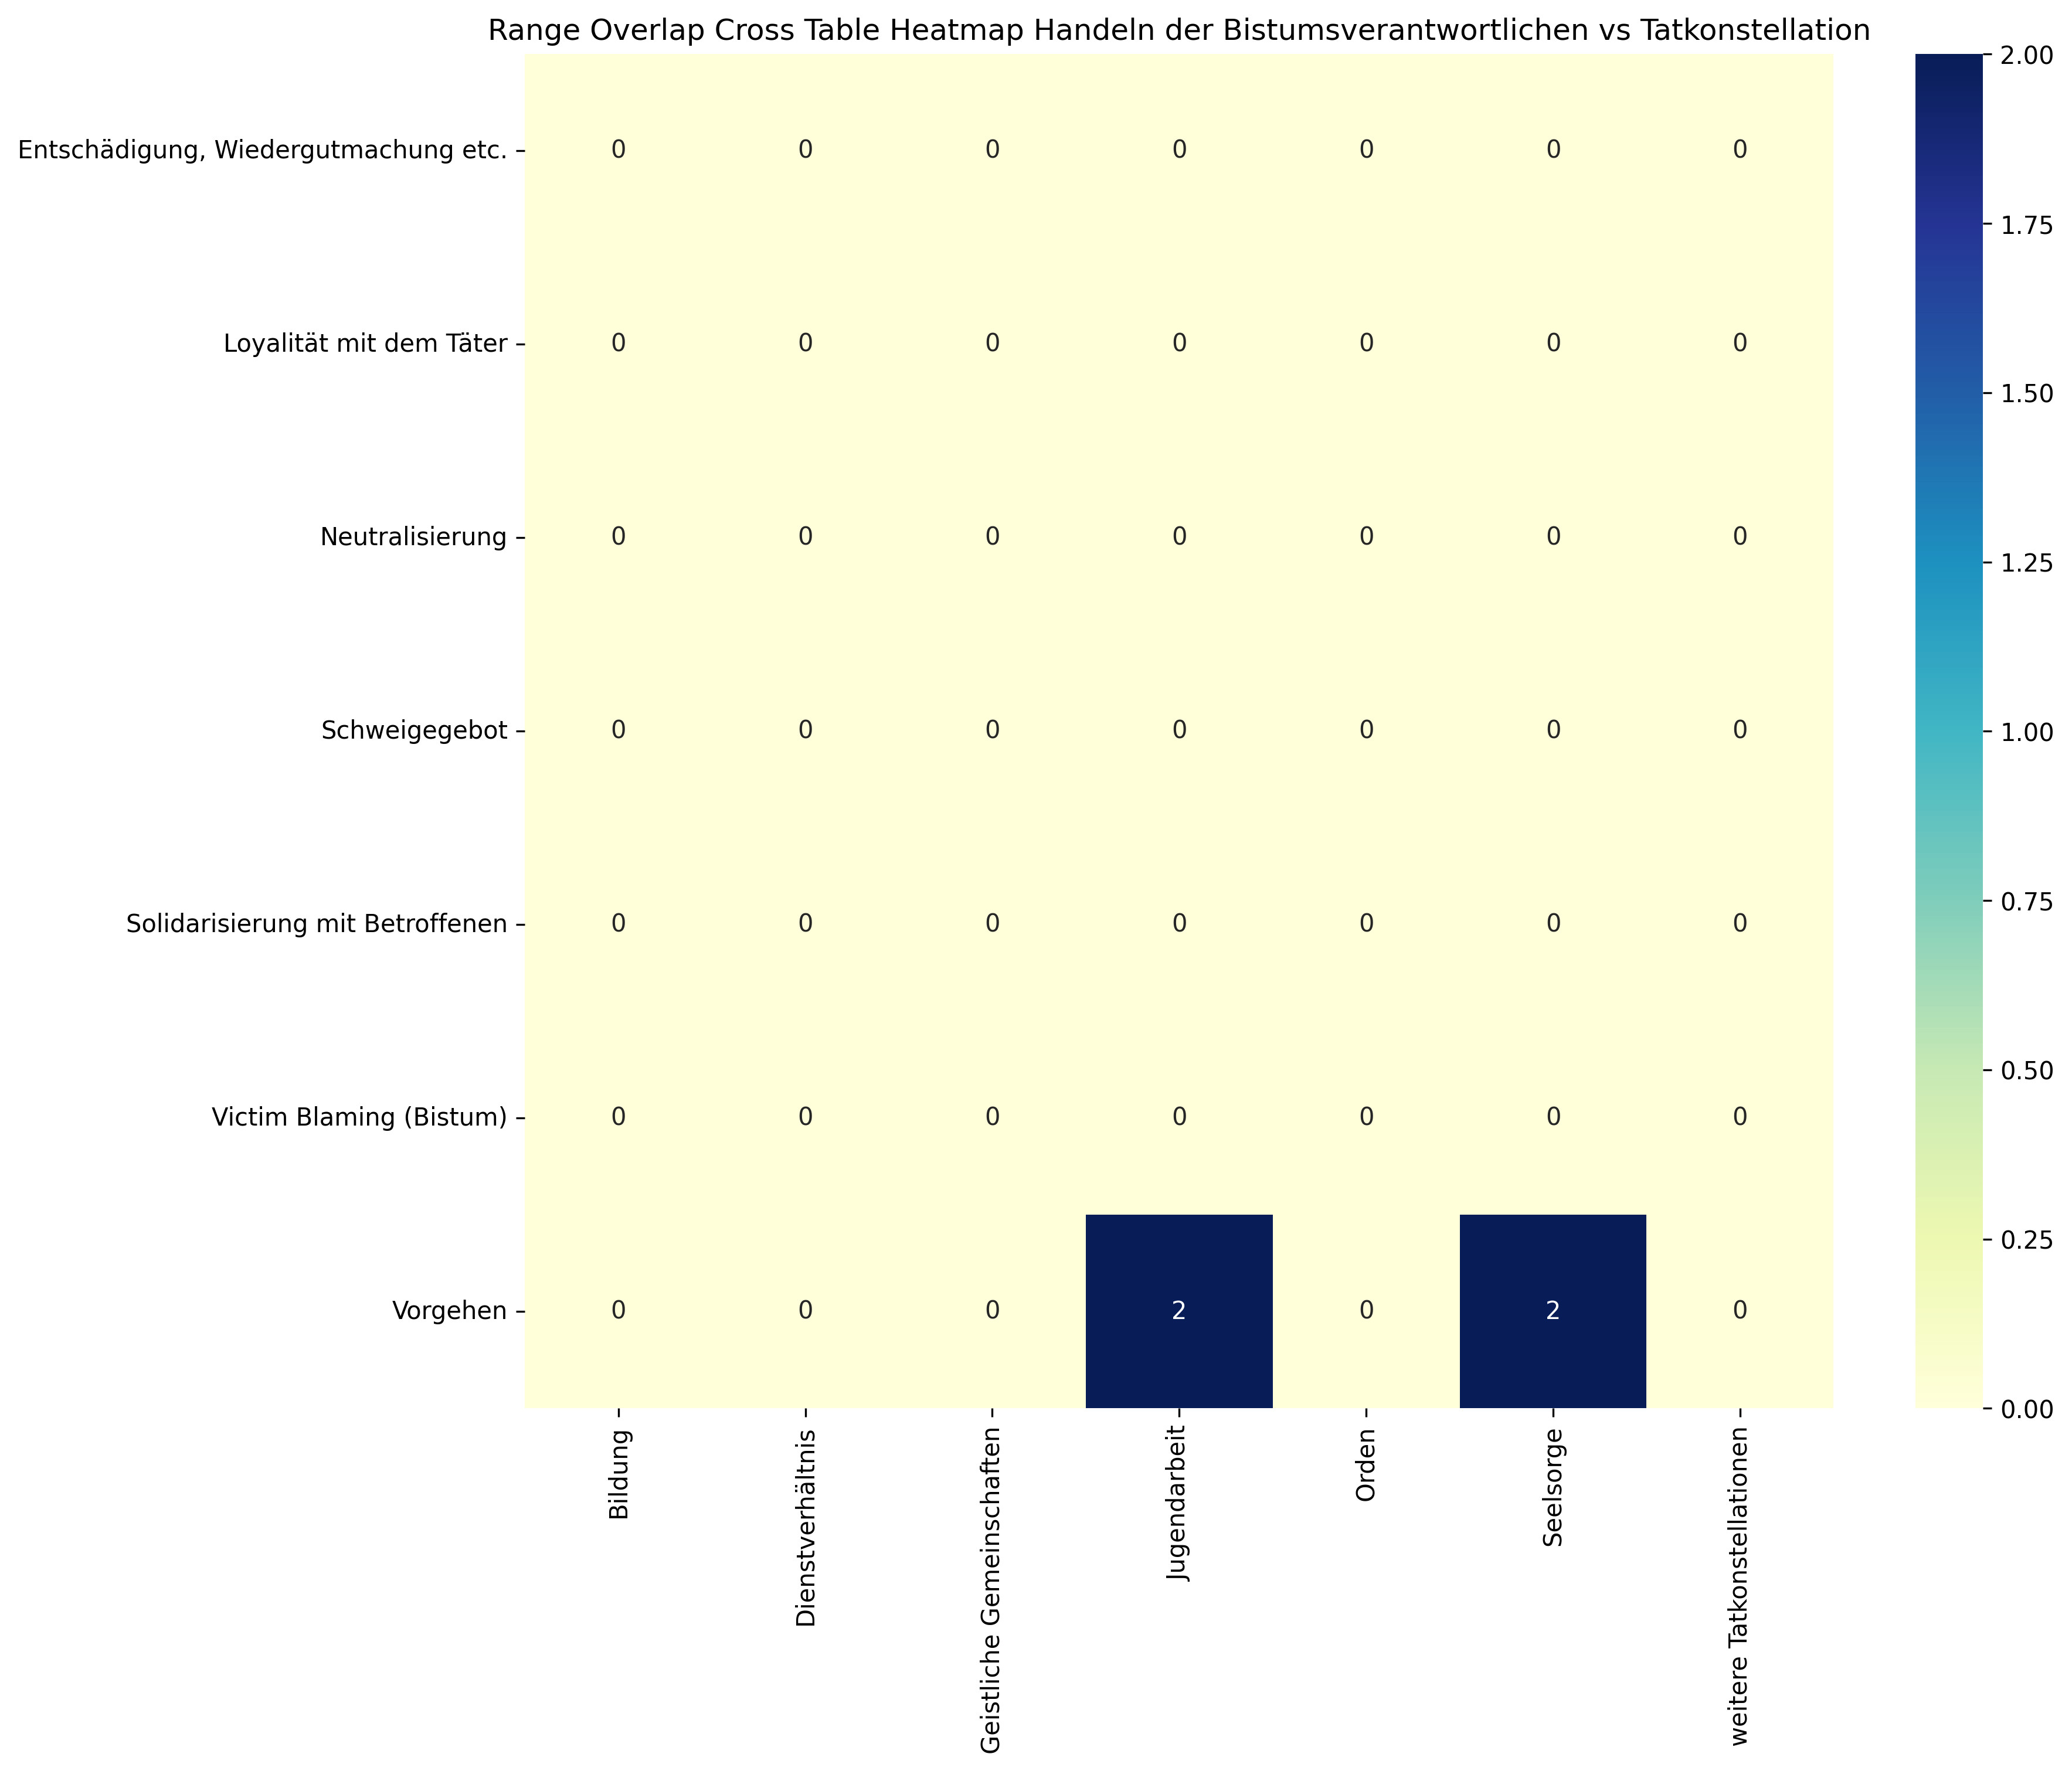 Range Overlap Cross Table Heatmap Handeln der Bistumsverantwortlichen vs Tatkonstellation
Entschädigung, Wiedergutmachung etc. 0 0 0 0 0 0 0
Loyalität mit dem Täter 0 0 0 0 0 0 0
Neutralisierung 0 0 0 0 0 0 0
Schweigegebot 0 0 0 0 0 0 0
Solidarisierung mit Betroffenen 0 0 0 0 0 0 0
Victim Blaming (Bistum) 0 0 0 0 0 0 0
Vorgehen 0 0 0 2 0 2 0
Bildung
Dienstverhältnis
Geistliche Gemeinschaften
Jugendarbeit
Orden
Seelsorge
weitere Tatkonstellationen
2.00
1.75
1.50
1.25
1.00
0.75
0.50
0.25
0.00